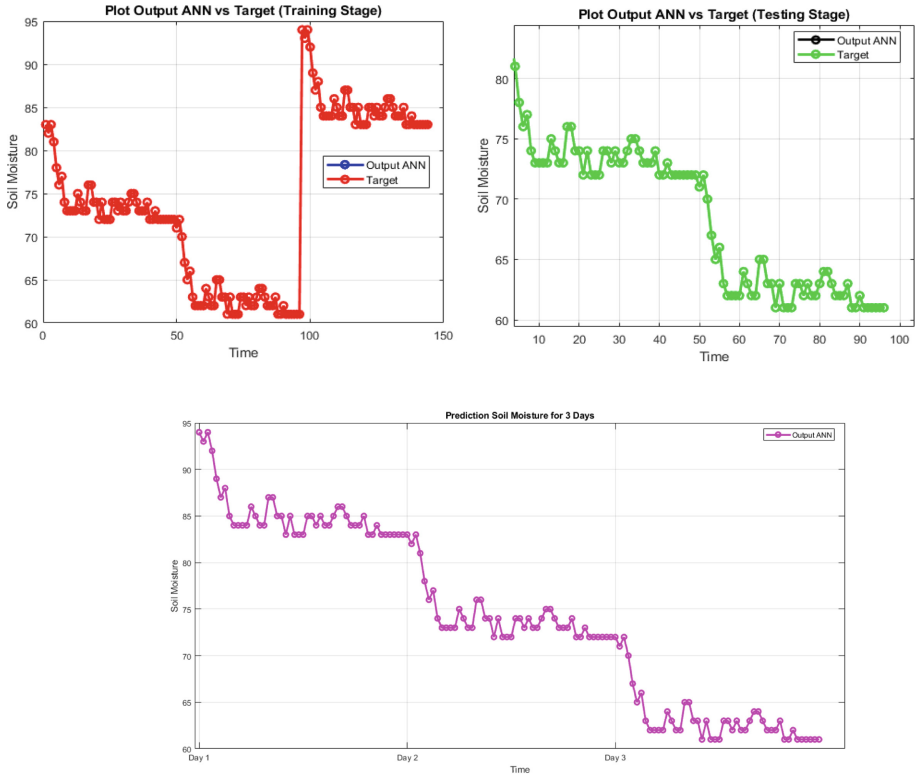 Plot Output ANN vs Target (Training Stage)
95
90
85
80
75
70
65
60
Soil Moisture
Output ANN
Target
0
50
100
150
Time
Plot Output ANN vs Target (Testing Stage)
80
75
70
65
60
Soil Moisture
Output ANN
Target
10
20
30
40
50
60
70
80
90
100
Time
Prediction Soil Moisture for 3 Days
95
90
85
80
75
70
65
60
Soil Moisture
Output ANN
Day 1
Day 2
Day 3
Time